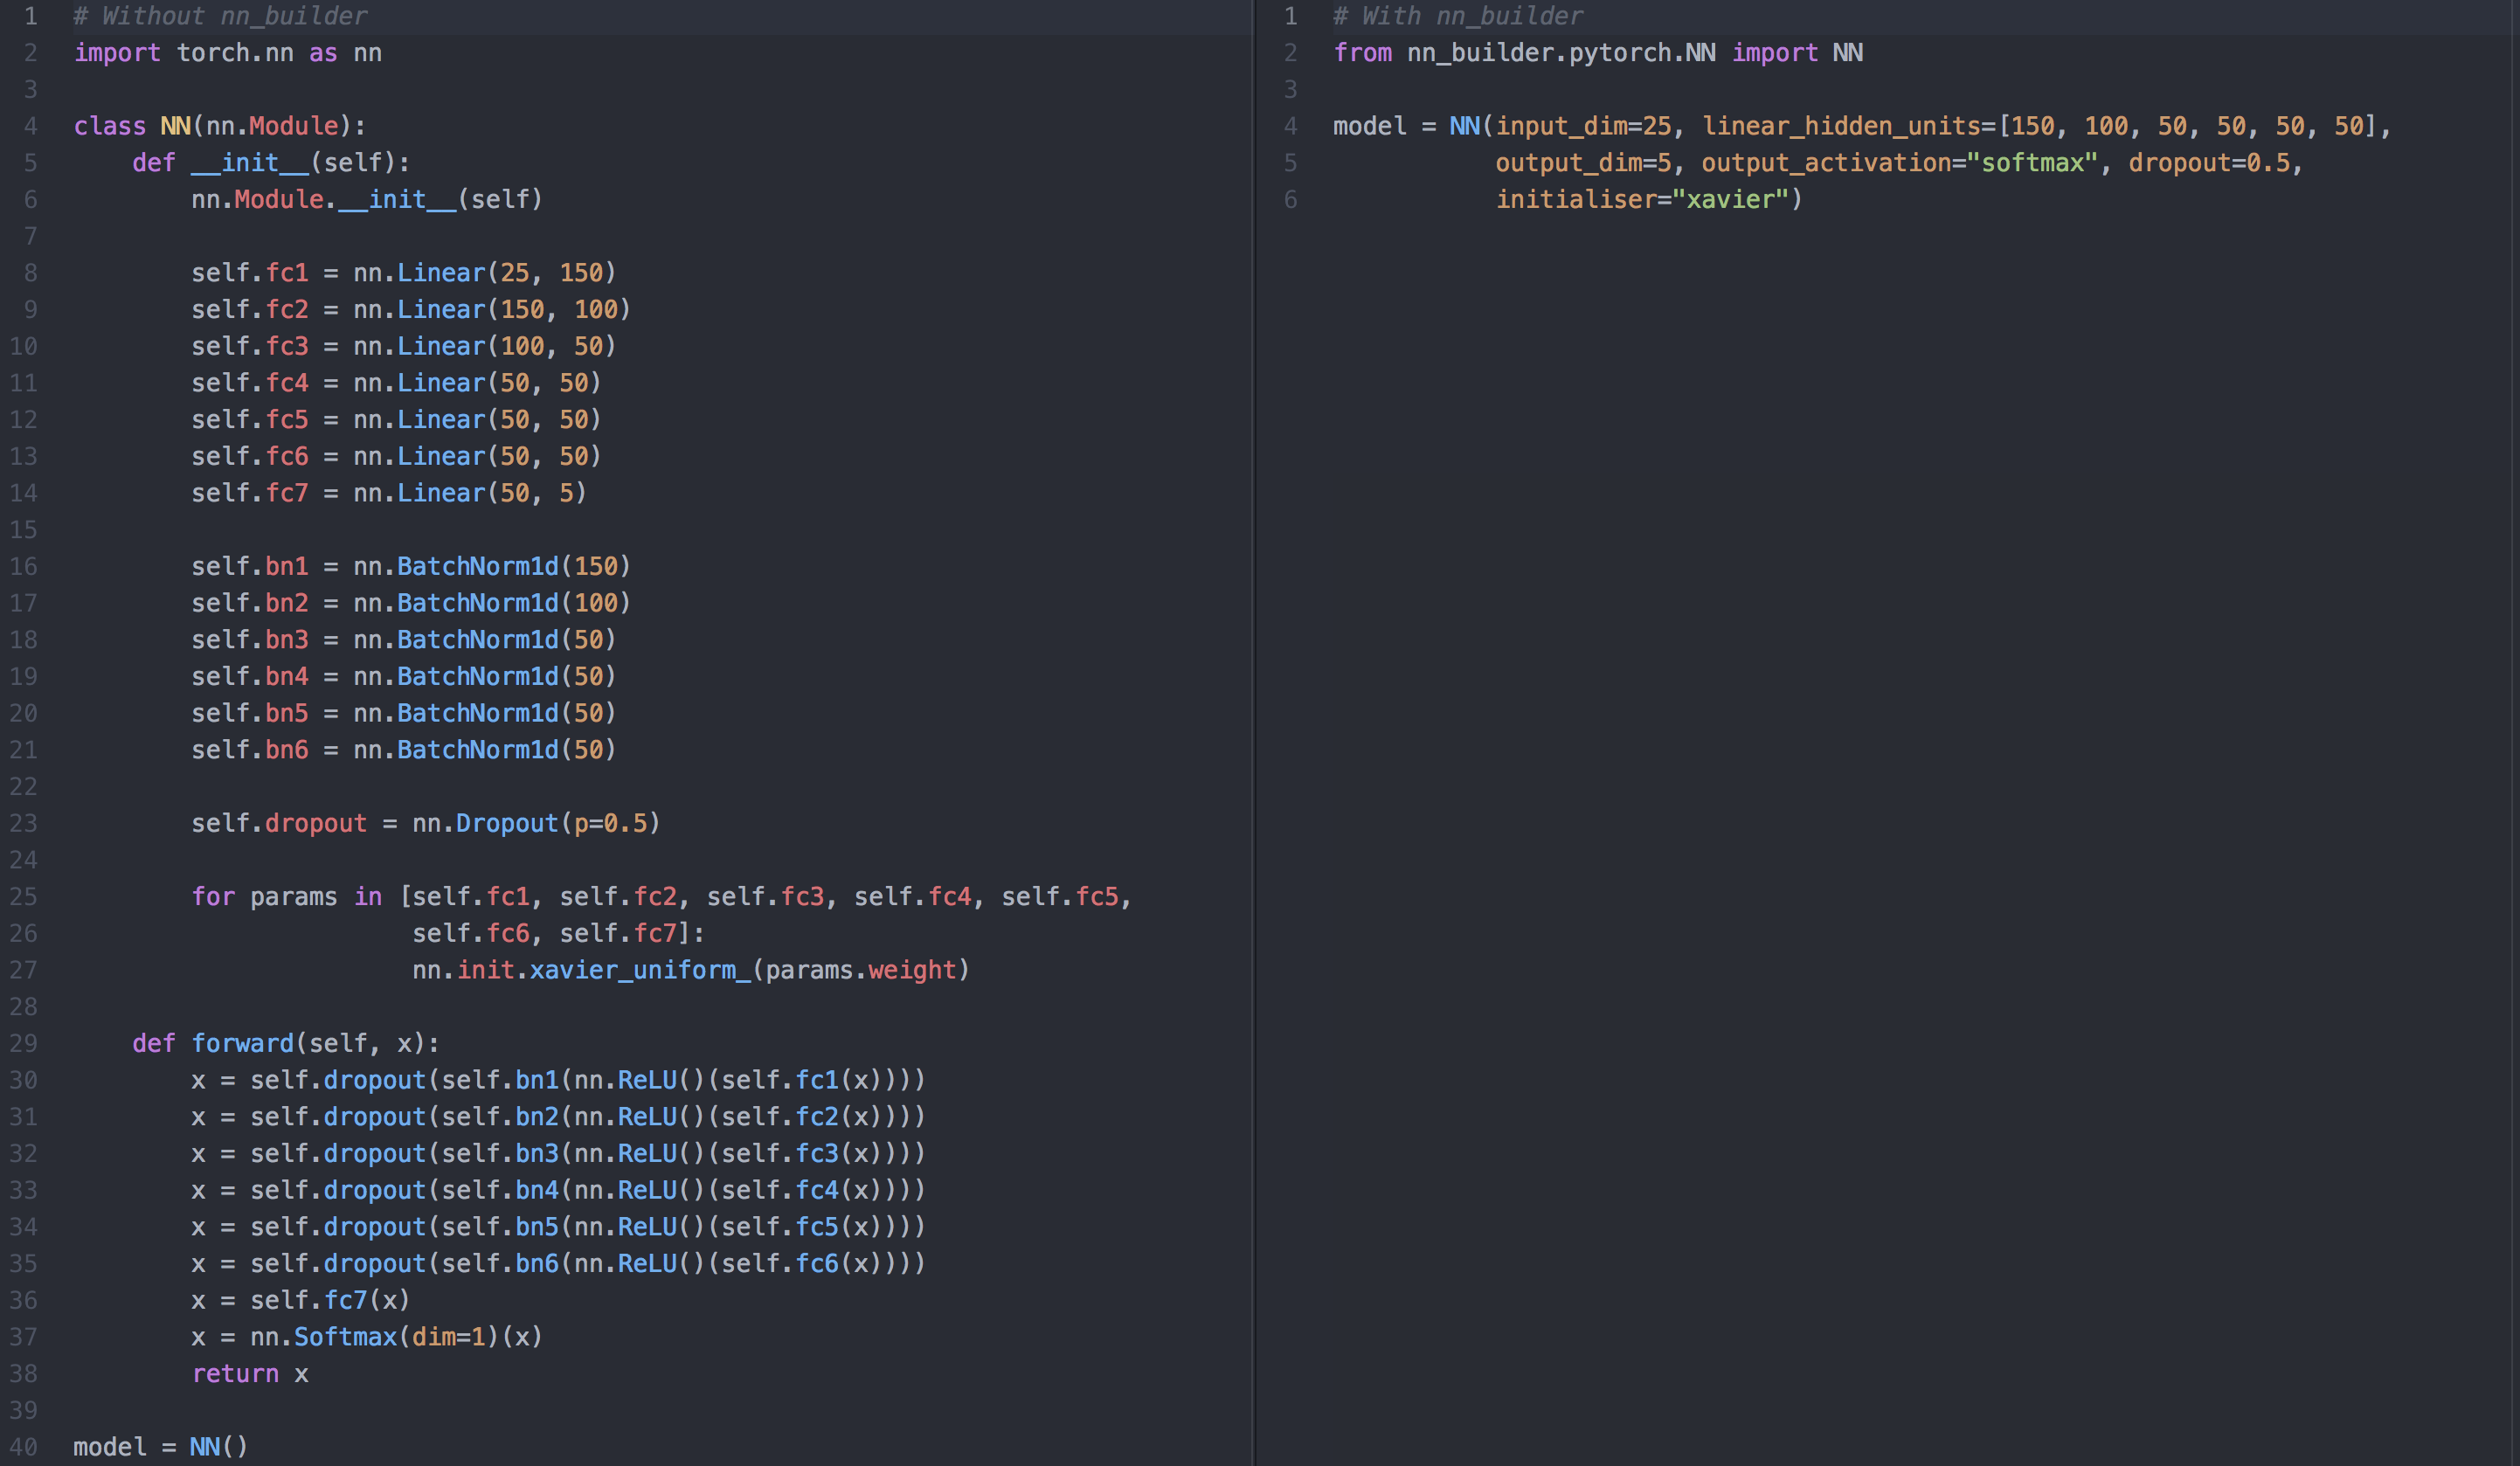 1 # Without nn_builder
2 import torch.nn as nn
3
4 class NN(nn.Module):
5     def __init__(self):
6         nn.Module.__init__(self)
7
8         self.fc1 = nn.Linear(25, 150)
9         self.fc2 = nn.Linear(150, 100)
10         self.fc3 = nn.Linear(100, 50)
11         self.fc4 = nn.Linear(50, 50)
12         self.fc5 = nn.Linear(50, 50)
13         self.fc6 = nn.Linear(50, 50)
14         self.fc7 = nn.Linear(50, 5)
15
16         self.bn1 = nn.BatchNorm1d(150)
17         self.bn2 = nn.BatchNorm1d(100)
18         self.bn3 = nn.BatchNorm1d(50)
19         self.bn4 = nn.BatchNorm1d(50)
20         self.bn5 = nn.BatchNorm1d(50)
21         self.bn6 = nn.BatchNorm1d(50)
22
23         self.dropout = nn.Dropout(p=0.5)
24
25         for params in [self.fc1, self.fc2, self.fc3, self.fc4, self.fc5,
26                        self.fc6, self.fc7]:
27                        nn.init.xavier_uniform_(params.weight)
28
29     def forward(self, x):
30         x = self.dropout(self.bn1(nn.ReLU()(self.fc1(x))))
31         x = self.dropout(self.bn2(nn.ReLU()(self.fc2(x))))
32         x = self.dropout(self.bn3(nn.ReLU()(self.fc3(x))))
33         x = self.dropout(self.bn4(nn.ReLU()(self.fc4(x))))
34         x = self.dropout(self.bn5(nn.ReLU()(self.fc5(x))))
35         x = self.dropout(self.bn6(nn.ReLU()(self.fc6(x))))
36         x = self.fc7(x)
37         x = nn.Softmax(dim=1)(x)
38         return x
39
40 model = NN()
1 # With nn_builder
2 from nn_builder.pytorch.NN import NN
3
4 model = NN(input_dim=25, linear_hidden_units=[150, 100, 50, 50, 50, 50],
5            output_dim=5, output_activation="softmax", dropout=0.5,
6            initialiser="xavier")